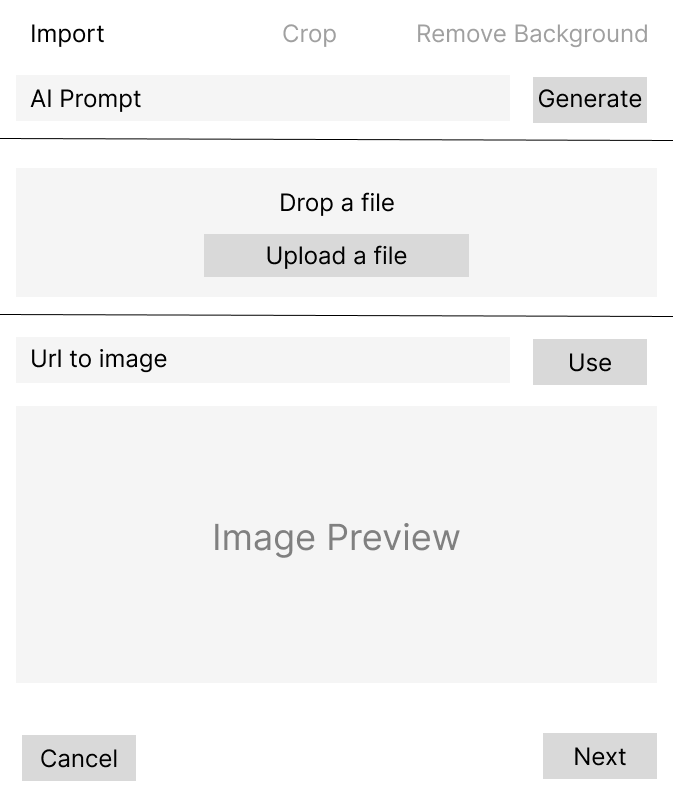 Import Crop Remove Background
AI Prompt Generate
Drop a file
Upload a file
Url to image Use
Image Preview
Cancel Next